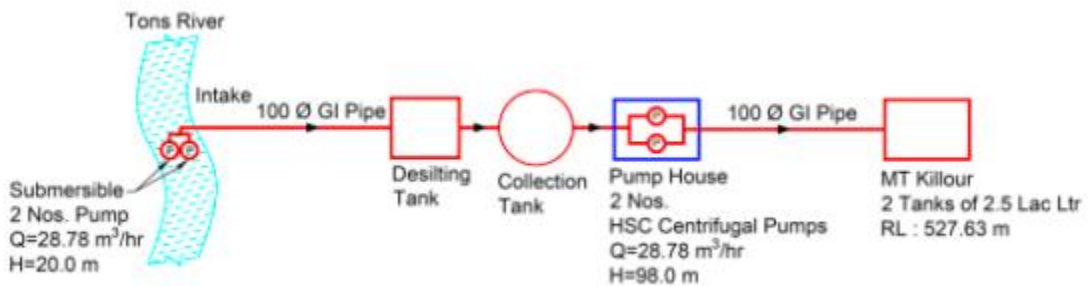 Tons River
Intake
100 Ø GI Pipe
P P
Submersible
2 Nos. Pump
Q=28.78 m³/hr
H=20.0 m
Desilting
Tank
Collection
Tank
P
P
Pump House
2 Nos.
HSC Centrifugal Pumps
Q=28.78 m³/hr
H=98.0 m
100 Ø GI Pipe
MT Killour
2 Tanks of 2.5 Lac Ltr
RL : 527.63 m